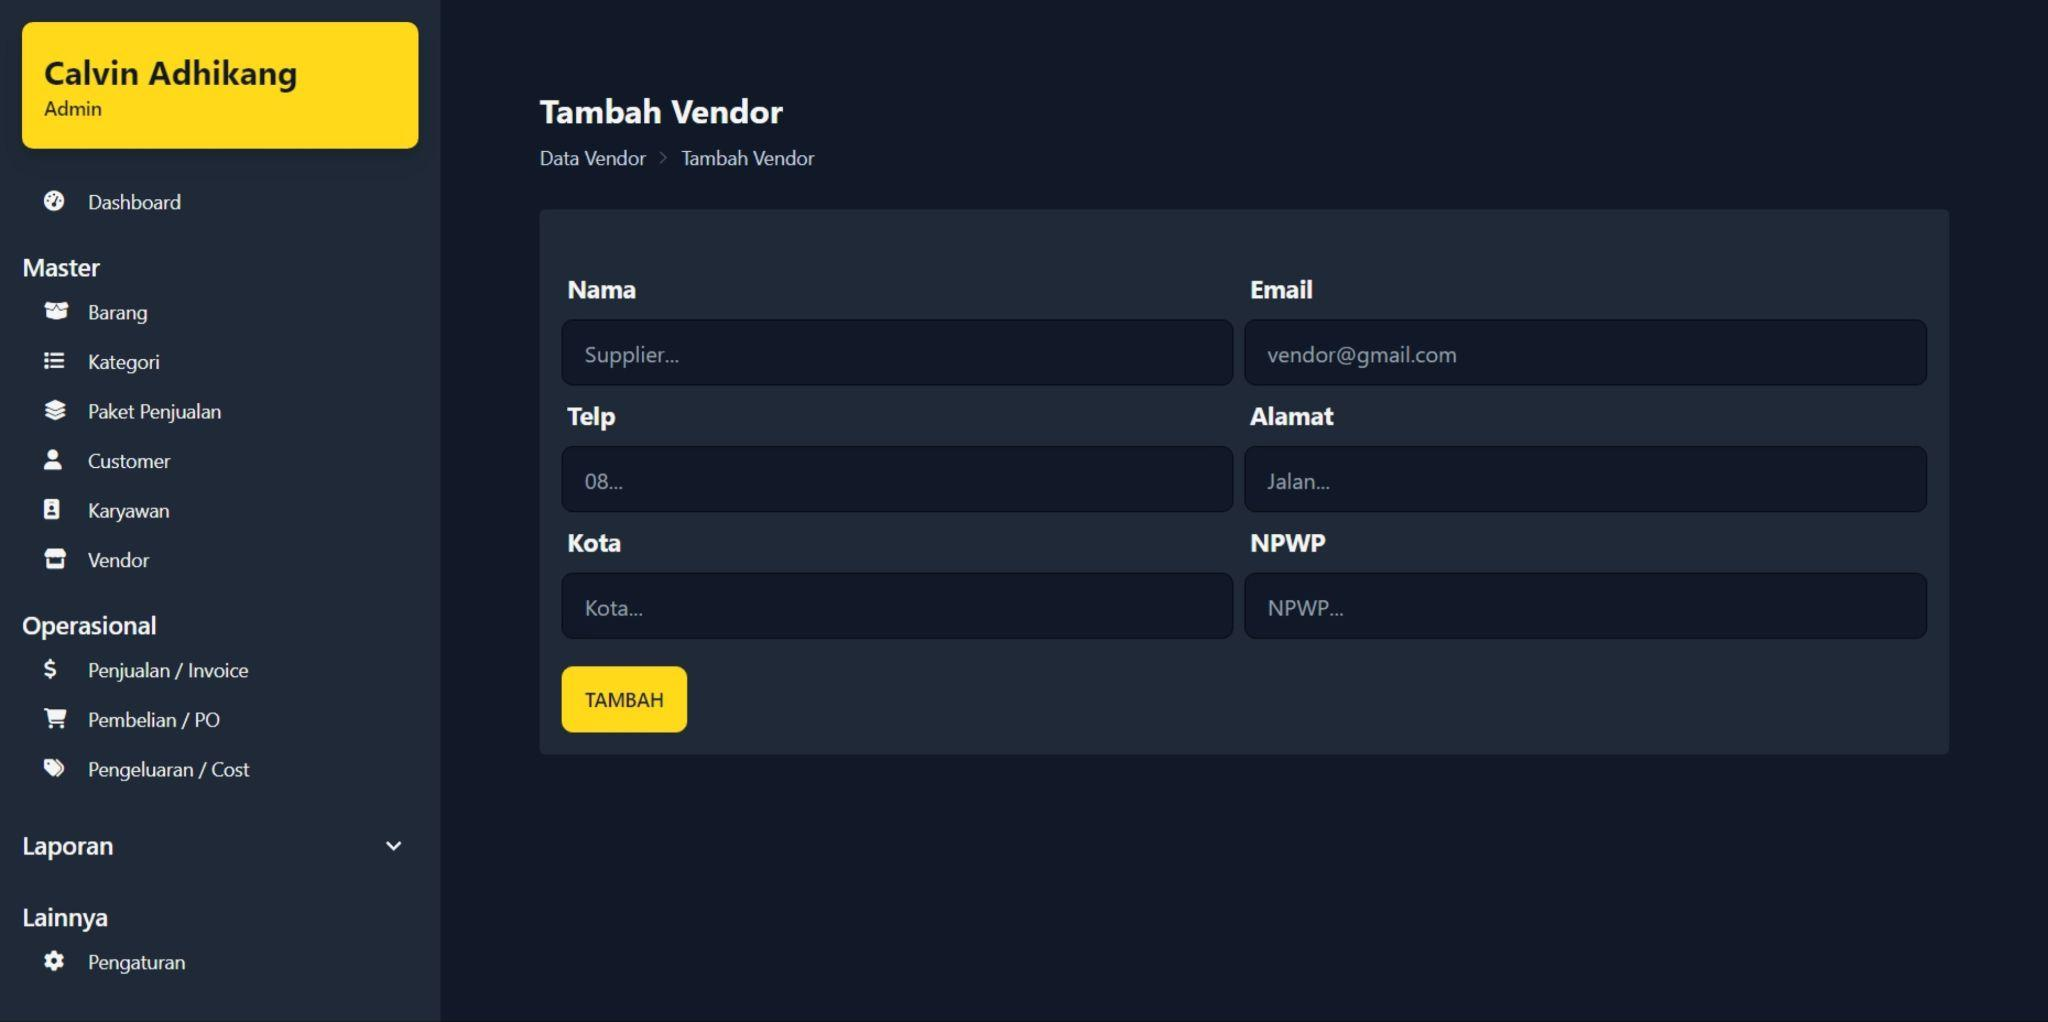 Calvin Adhikang
Admin
Dashboard
Master
Barang
Kategori
Paket Penjualan
Customer
Karyawan
Vendor
Operasional
Penjualan / Invoice
Pembelian / PO
Pengeluaran / Cost
Laporan
Lainnya
Pengaturan
Tambah Vendor
Data Vendor > Tambah Vendor
Nama
Supplier...
Email
vendor@gmail.com
Telp
08...
Alamat
Jalan...
Kota
Kota...
NPWP
NPWP...
TAMBAH